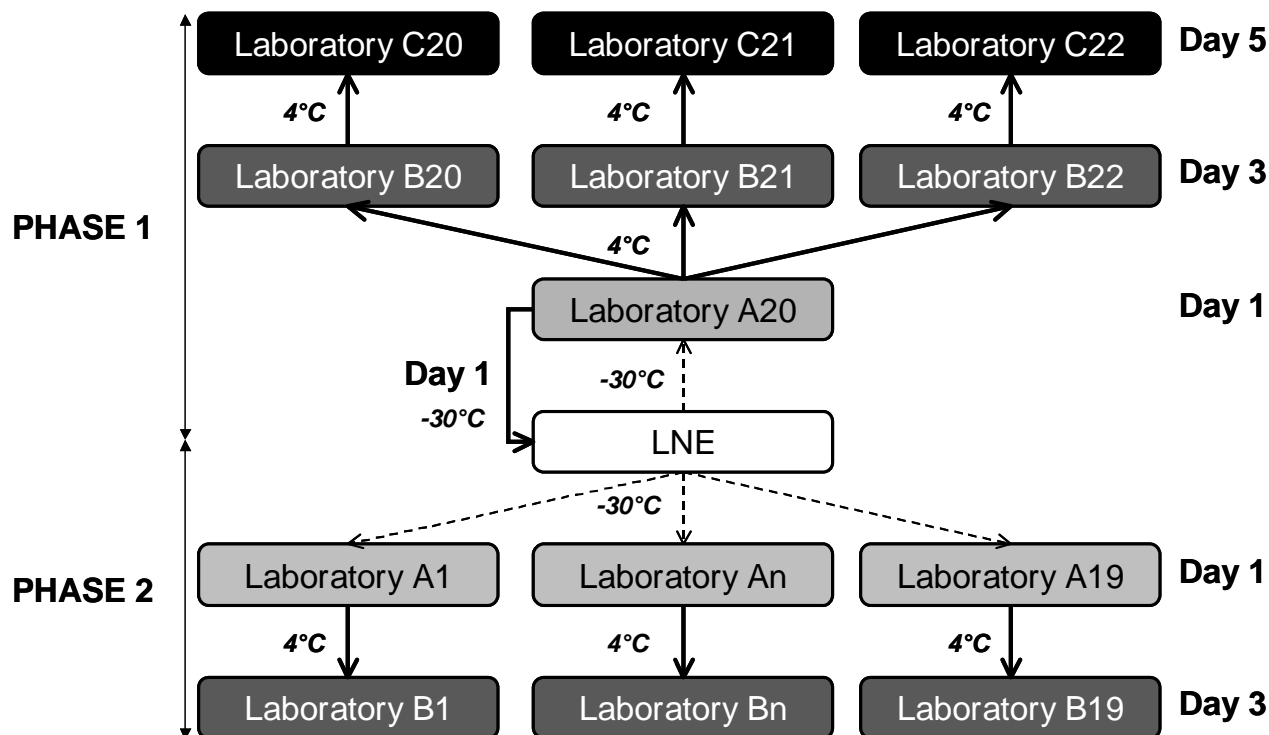 Laboratory C20
Laboratory C21
Laboratory C22
Day 5
4°C
4°C
4°C
Laboratory B20
Laboratory B21
Laboratory B22
Day 3
PHASE 1
4°C
Laboratory A20
Day 1
Day 1
-30°C
-30°C
LNE
-30°C
Laboratory A1
Laboratory An
Laboratory A19
Day 1
PHASE 2
4°C
4°C
4°C
Laboratory B1
Laboratory Bn
Laboratory B19
Day 3